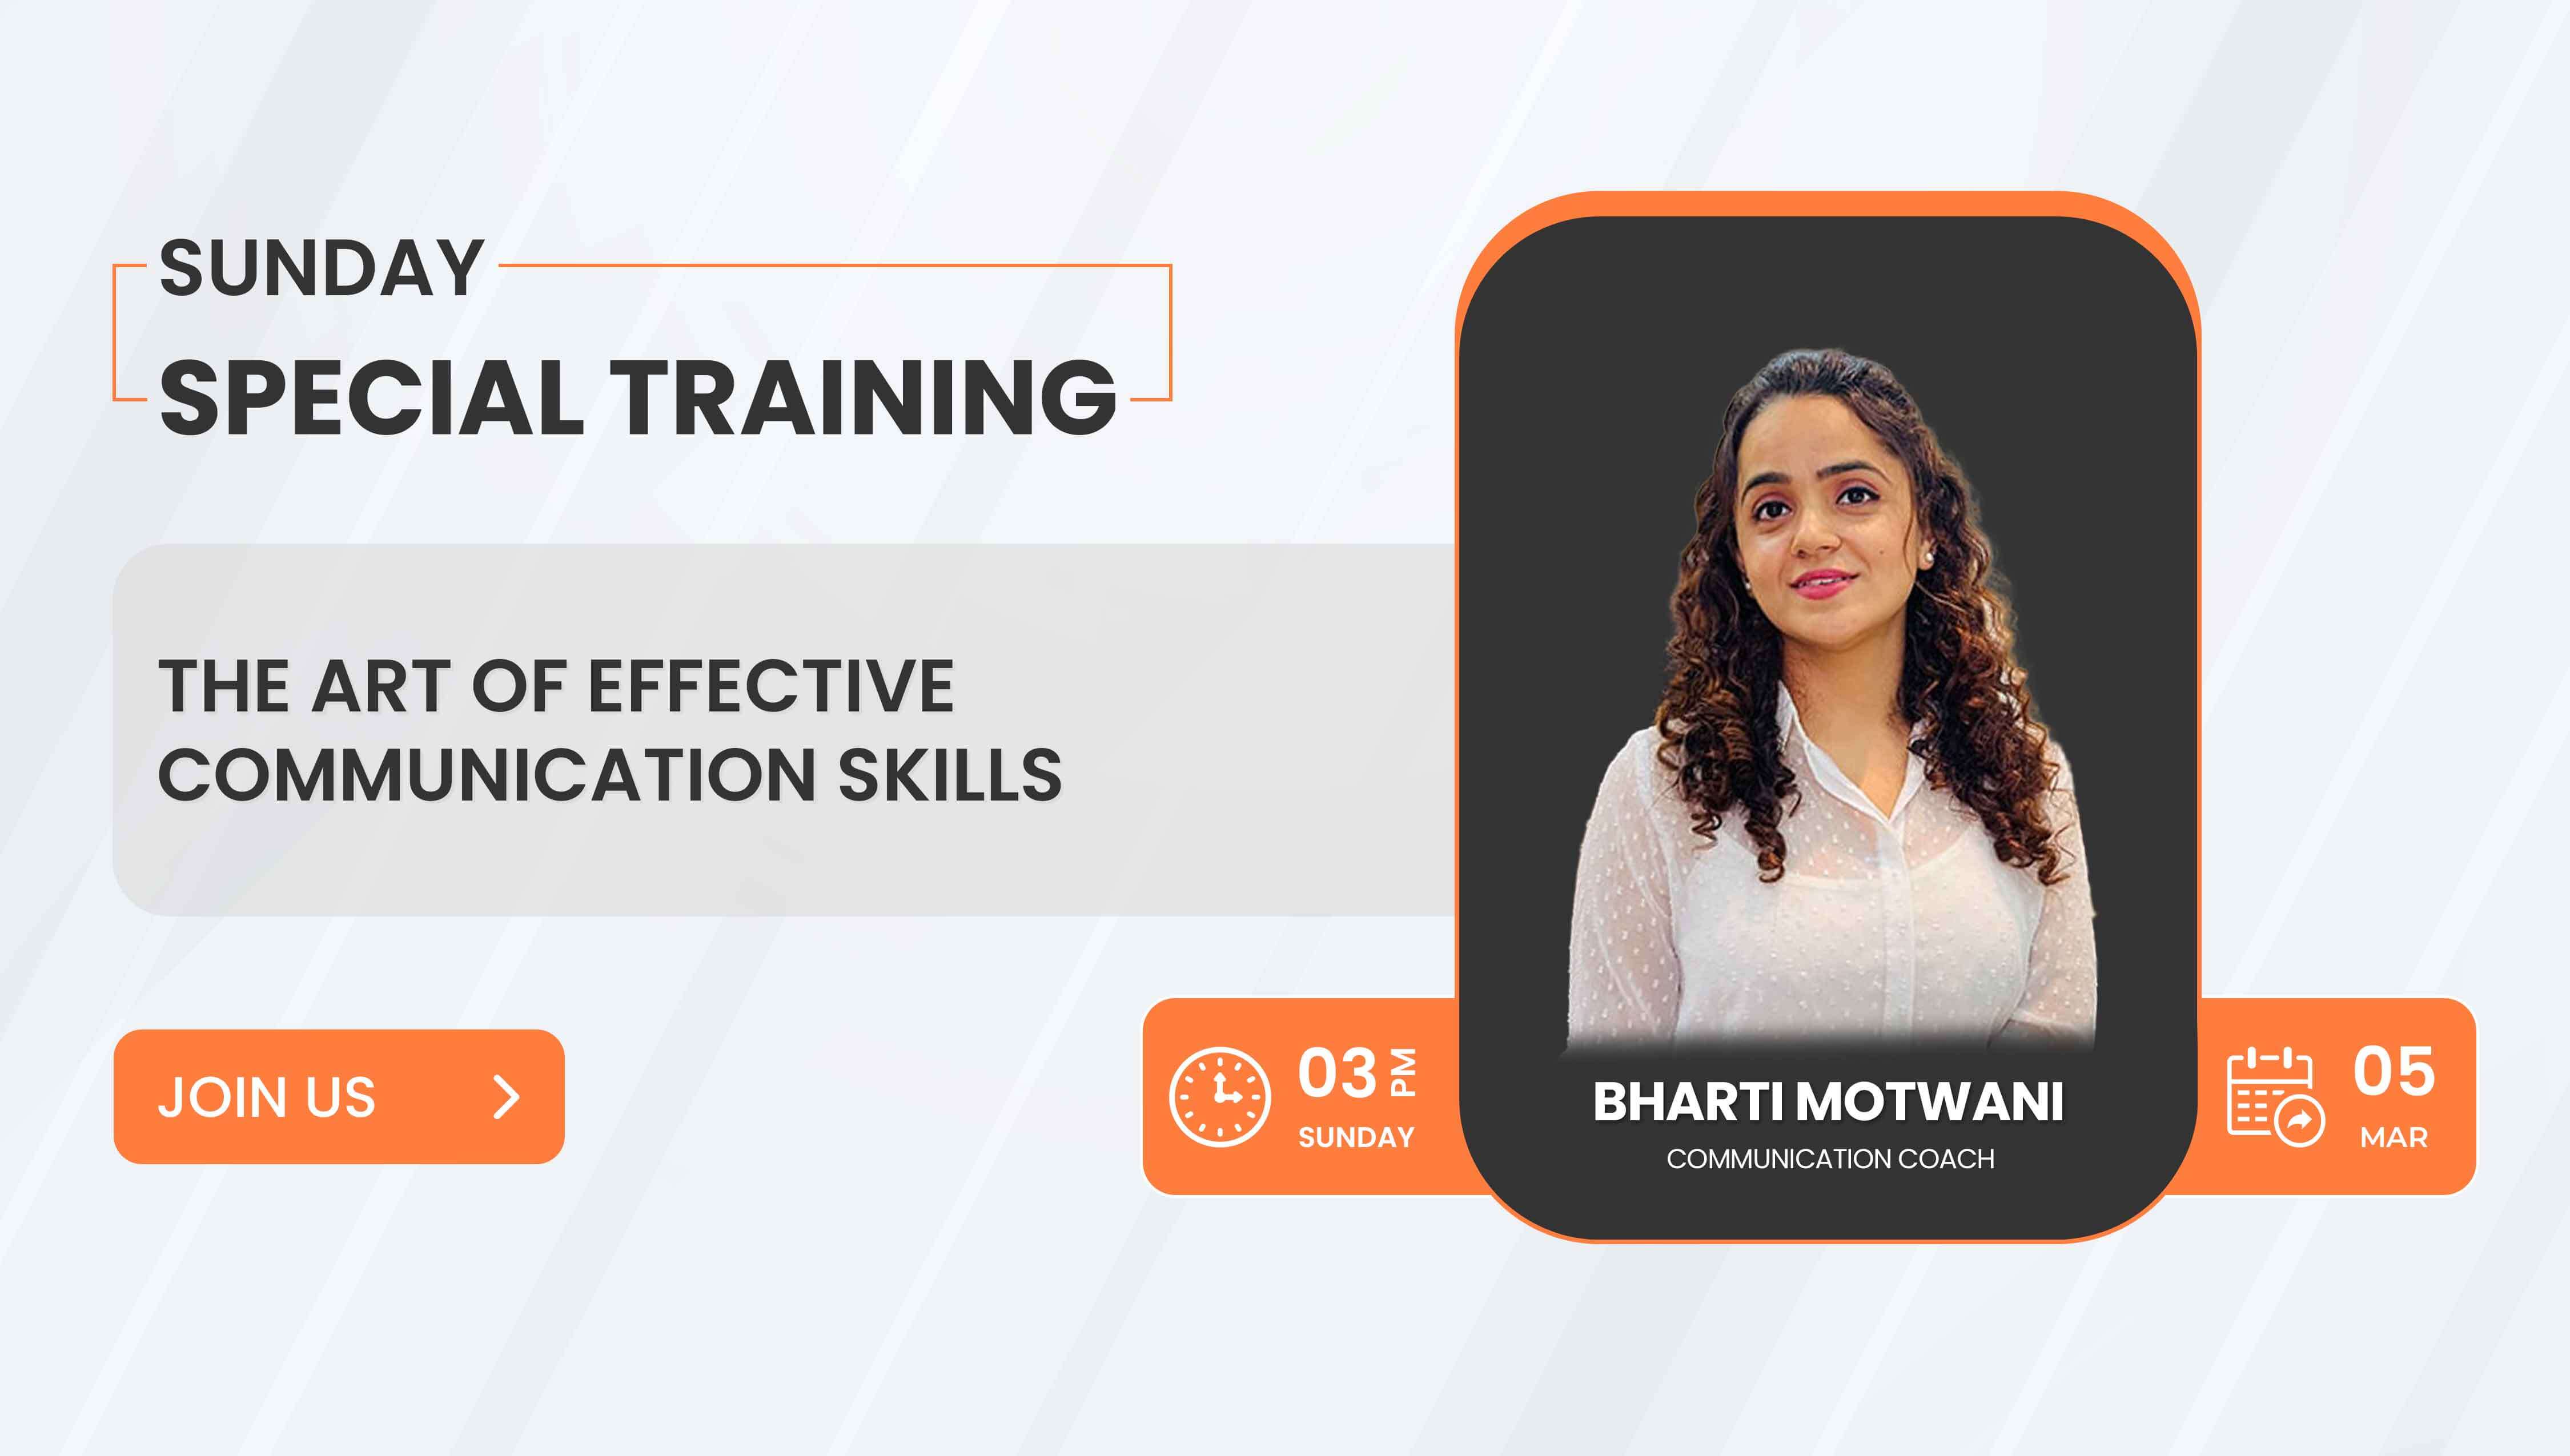 SUNDAY
SPECIAL TRAINING
THE ART OF EFFECTIVE
COMMUNICATION SKILLS
JOIN US
03 PM
SUNDAY
BHARTI MOTWANI
COMMUNICATION COACH
05
MAR